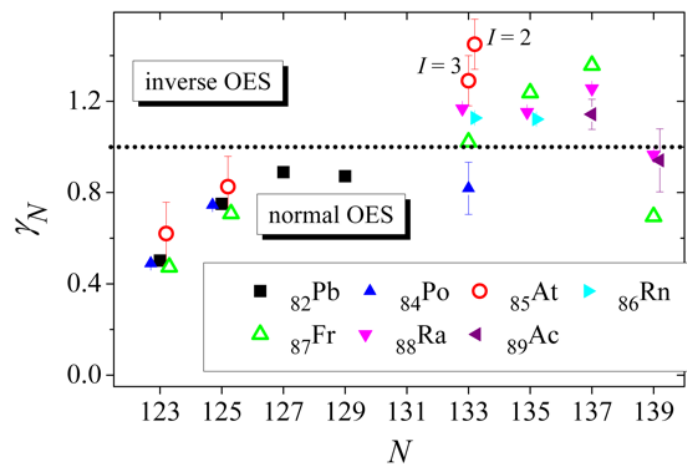 I = 2
I = 3
inverse OES
1.2
0.8
normal OES
γN
0.4
82Pb 84Po 85At 86Rn
87Fr 88Ra 89Ac
0.0
123 125 127 129 131 133 135 137 139
N